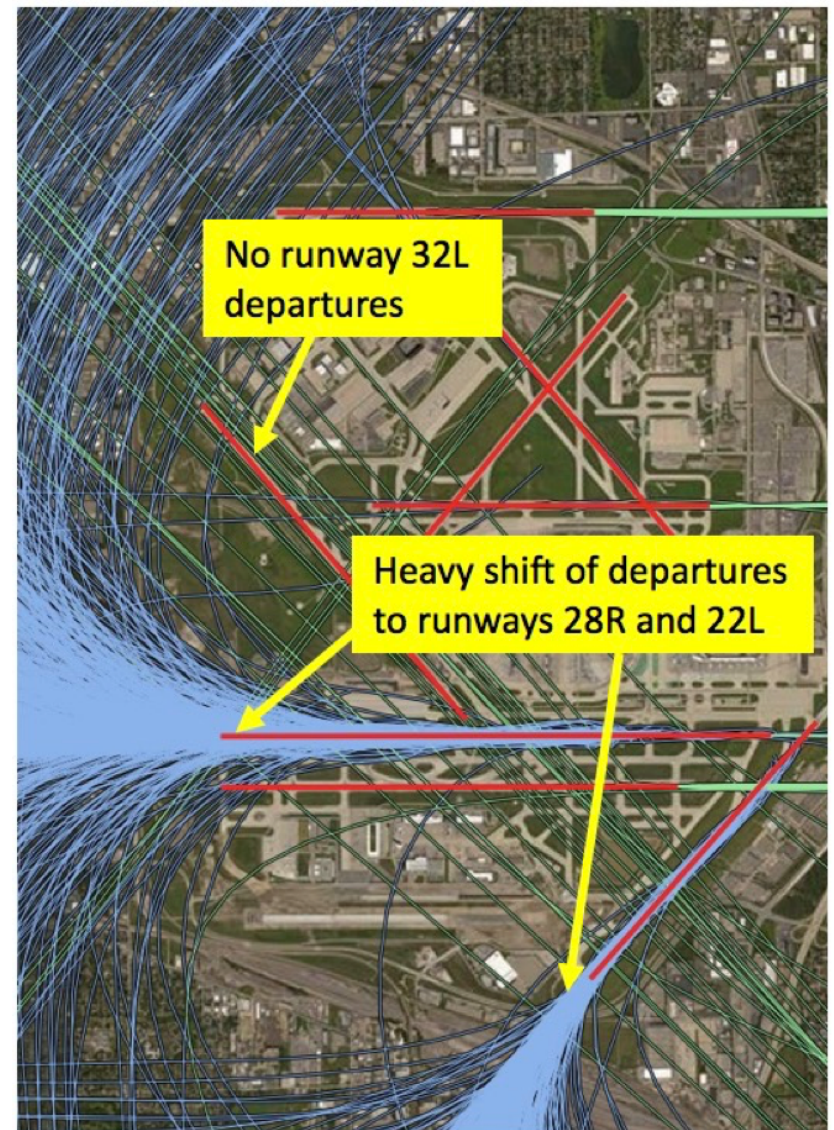 No runway 32L
departures
Heavy shift of departures
to runways 28R and 22L